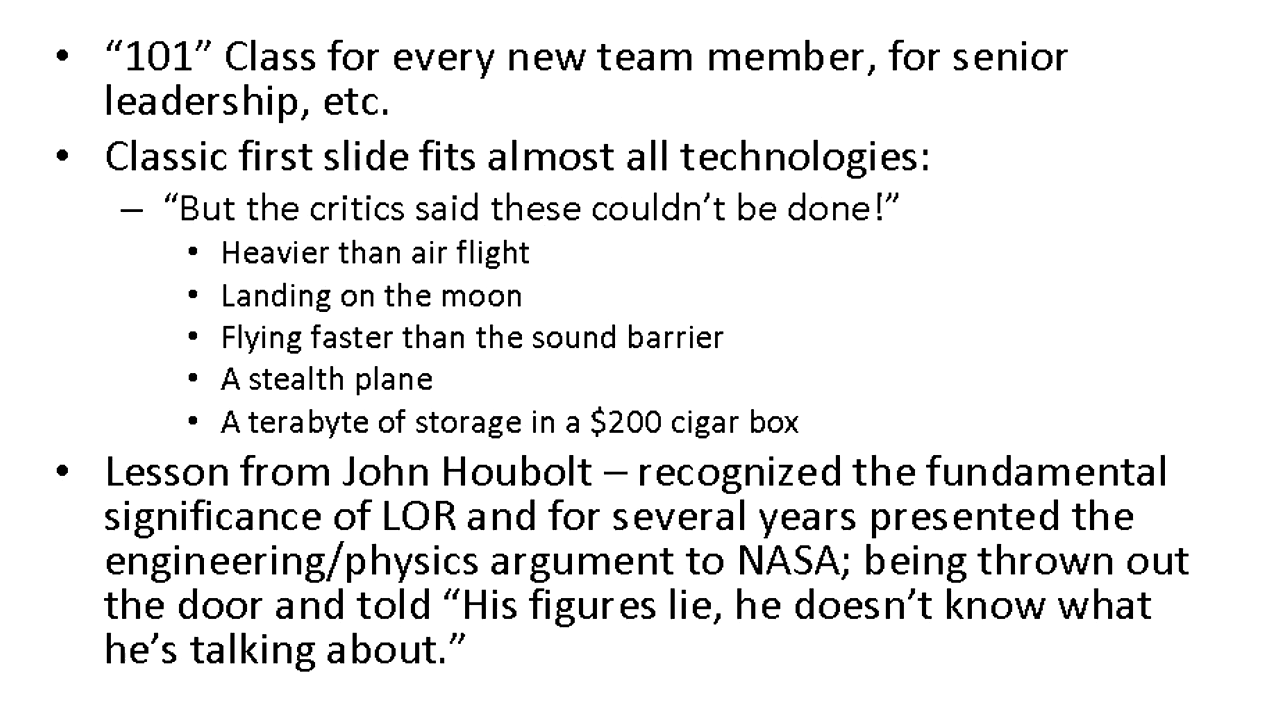 • “101” Class for every new team member, for senior
leadership, etc.
• Classic first slide fits almost all technologies:
– “But the critics said these couldn’t be done!”
• Heavier than air flight
• Landing on the moon
• Flying faster than the sound barrier
• A stealth plane
• A terabyte of storage in a $200 cigar box
• Lesson from John Houbolt – recognized the fundamental
significance of LOR and for several years presented the
engineering/physics argument to NASA; being thrown out
the door and told “His figures lie, he doesn’t know what
he’s talking about.”